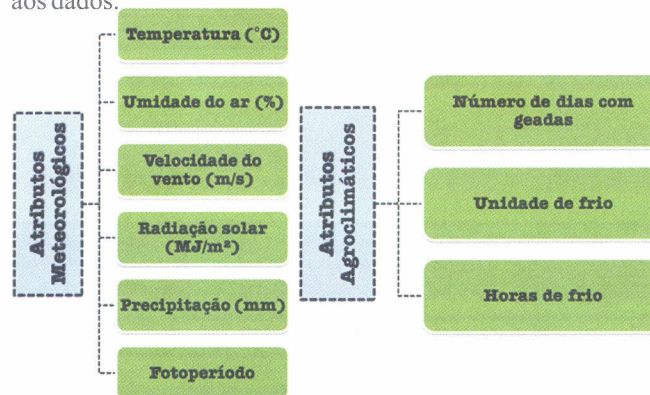 aos dados.
Atributos
Meteorológicos
Temperatura (°C)
Umidade do ar (%)
Velocidade do
vento (m/s)
Radiação solar
(MJ/m²)
Precipitação (mm)
Fotoperíodo
Atributos
Agroclimáticos
Número de dias com
geadas
Unidade de frio
Horas de frio